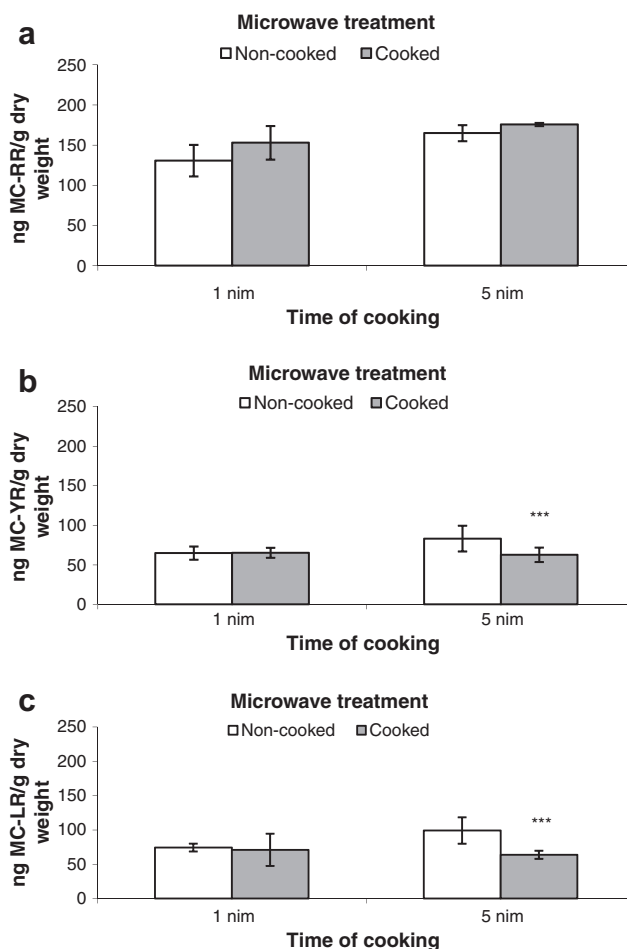 a
Microwave treatment
Non-cooked Cooked
ng MC-RR/g dry
weight
250
200
150
100
50
0
1 nim 5 nim
Time of cooking
b
Microwave treatment
Non-cooked Cooked
ng MC-YR/g dry
weight
250
200
150
100
50
0
***
1 nim 5 nim
Time of cooking
c
Microwave treatment
Non-cooked Cooked
ng MC-LR/g dry
weight
250
200
150
100
50
0
***
1 nim 5 nim
Time of cooking